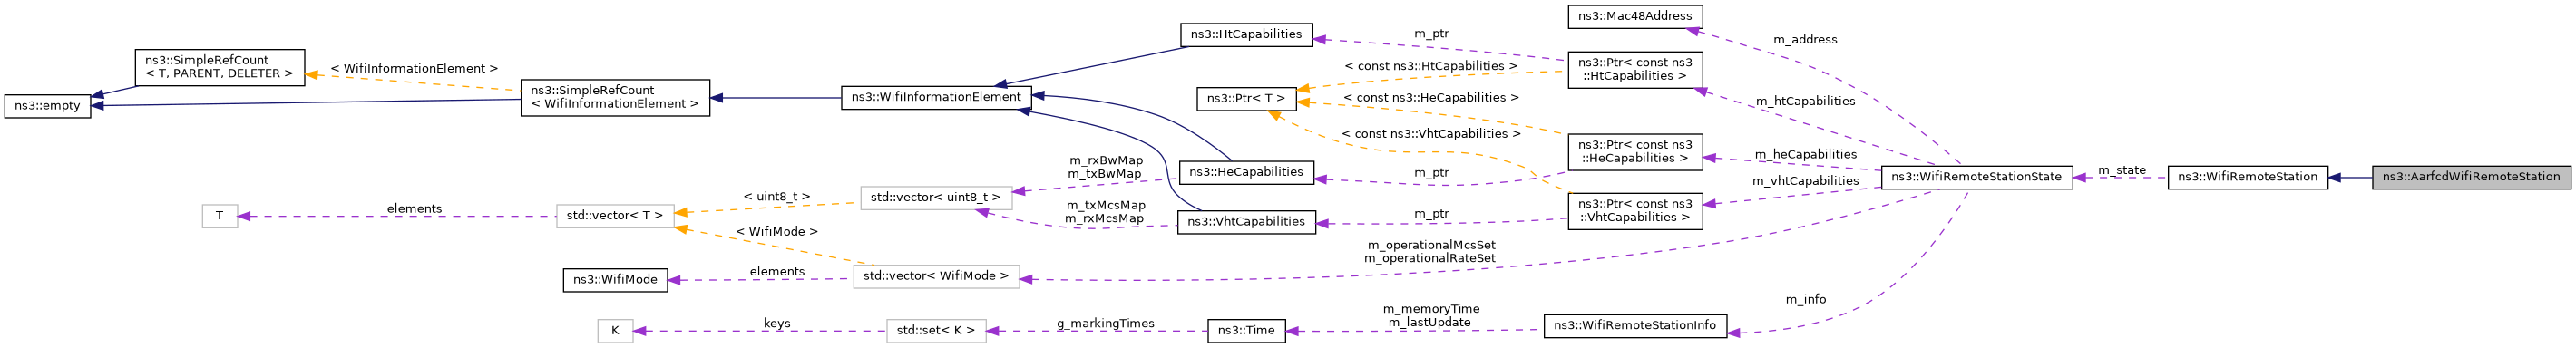 ns3::Mac48Address
ns3::HtCapabilities
m_ptr
m_address
ns3::SimpleRefCount
< T, PARENT, DELETER >
< WifiInformationElement >
< const ns3::HtCapabilities >
ns3::Ptr< const ns3
::HtCapabilities >
ns3::empty
ns3::SimpleRefCount
< WifiInformationElement >
ns3::WifiInformationElement
ns3::Ptr< T >
< const ns3::HeCapabilities >
m_htCapabilities
< const ns3::VhtCapabilities >
ns3::Ptr< const ns3
::HeCapabilities >
m_heCapabilities
m_rxBwMap
m_txBwMap
ns3::HeCapabilities
m_ptr
ns3::WifiRemoteStationState
m_state
ns3::WifiRemoteStation
ns3::AarfcdWifiRemoteStation
m_vhtCapabilities
< uint8_t >
std::vector< uint8_t >
T
elements
std::vector< T >
m_txMcsMap
m_rxMcsMap
ns3::VhtCapabilities
m_ptr
ns3::Ptr< const ns3
::VhtCapabilities >
< WifiMode >
m_operationalMcsSet
m_operationalRateSet
ns3::WifiMode
elements
std::vector< WifiMode >
m_info
K
keys
std::set< K >
g_markingTimes
ns3::Time
m_memoryTime
m_lastUpdate
ns3::WifiRemoteStationInfo